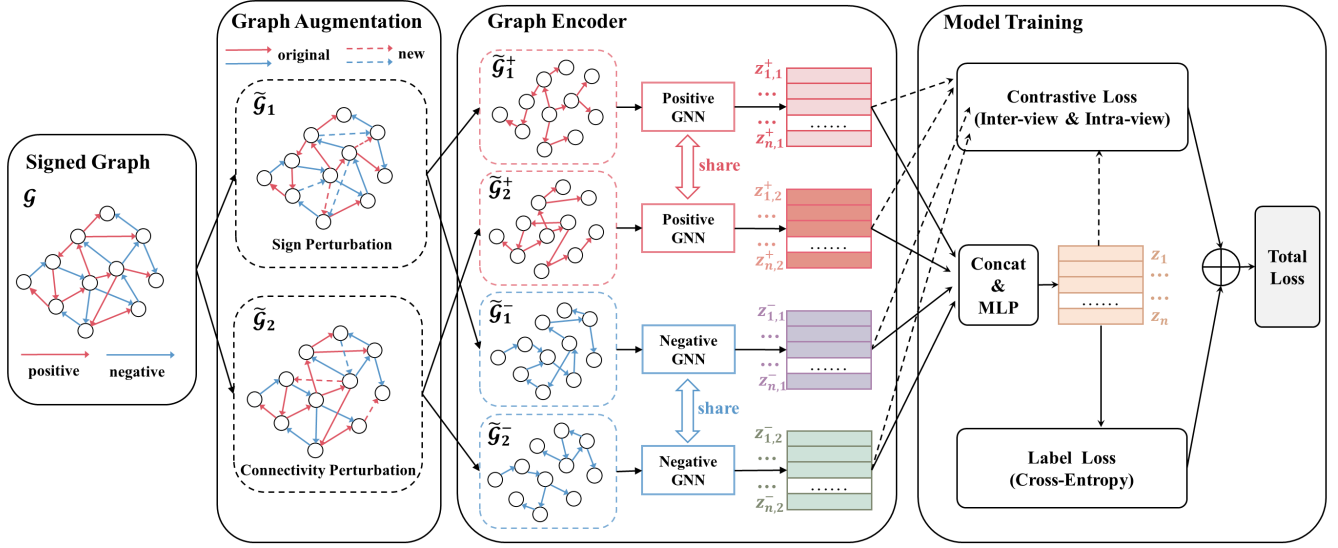 Signed Graph
𝒢
positive
negative
Graph Augmentation
original
new
𝒢̃₁
Sign Perturbation
𝒢̃₂
Connectivity Perturbation
Graph Encoder
𝒢̃₁⁺
Positive
GNN
z⁺₁,₁
...
......
...
z⁺ₙ,₁
share
𝒢̃₂⁺
Positive
GNN
z⁺₁,₂
...
......
...
z⁺ₙ,₂
𝒢̃₁⁻
Negative
GNN
z⁻₁,₁
...
......
...
z⁻ₙ,₁
share
𝒢̃₂⁻
Negative
GNN
z⁻₁,₂
...
......
...
z⁻ₙ,₂
Model Training
Contrastive Loss
(Inter-view & Intra-view)
Concat
&
MLP
z₁
...
......
...
zₙ
Label Loss
(Cross-Entropy)
Total
Loss